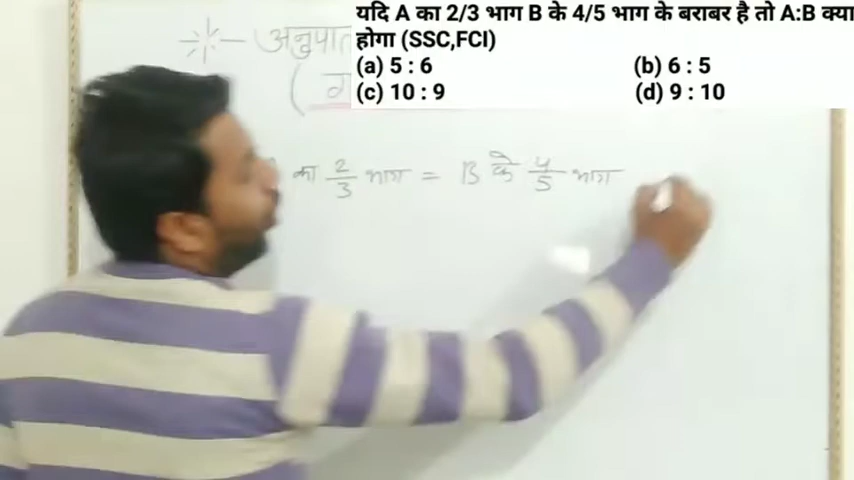 यदि A का 2/3 भाग B के 4/5 भाग के बराबर है तो A:B क्या
होगा (SSC,FCI)
(a) 5 : 6 (b) 6 : 5
(c) 10 : 9 (d) 9 : 10
अनुपात
का 2/3 भाग = B के 4/5 भाग